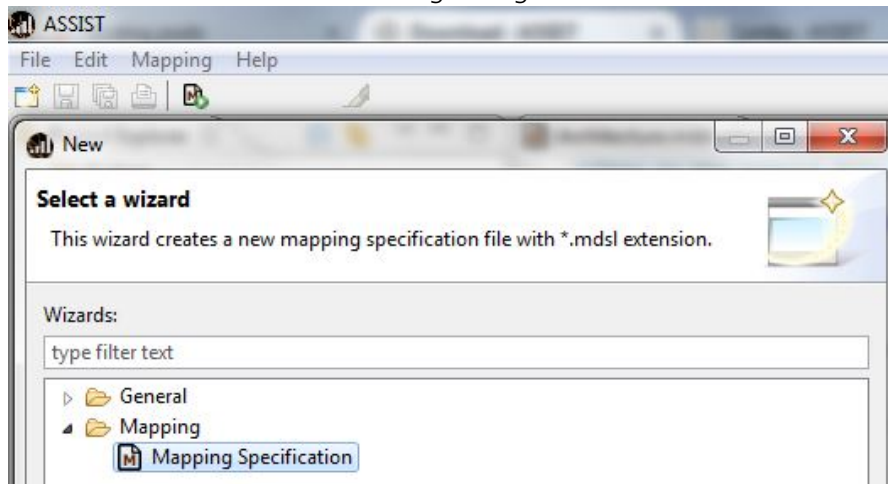 ASSIST
File Edit Mapping Help
New
Select a wizard
This wizard creates a new mapping specification file with *.mdsl extension.
Wizards:
type filter text
General
Mapping
Mapping Specification